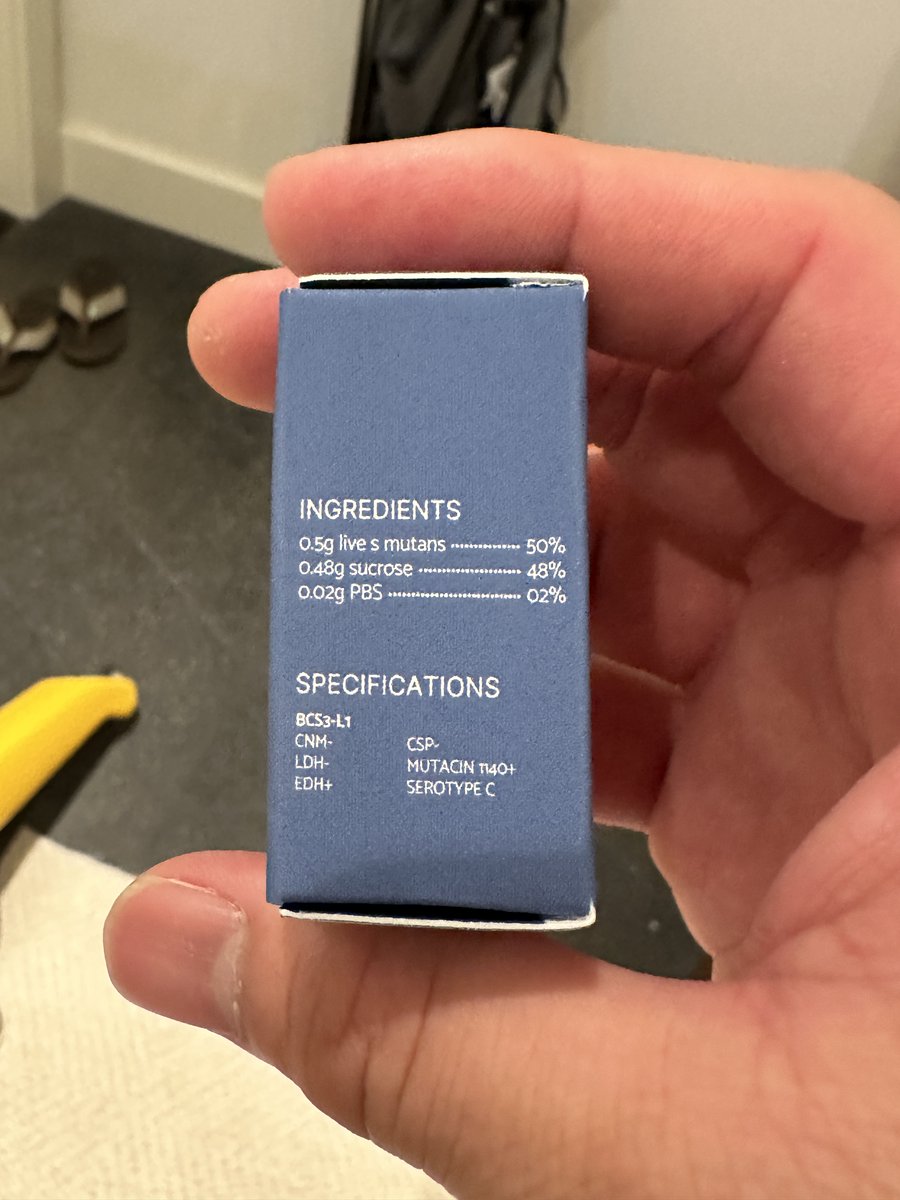 INGREDIENTS
0.5g live s mutans ............... 50%
0.48g sucrose ....................... 48%
0.02g PBS ............................. 02%
SPECIFICATIONS
BCS3-L1
CNM- CSP-
LDH- MUTACIN 1140+
EDH+ SEROTYPE C